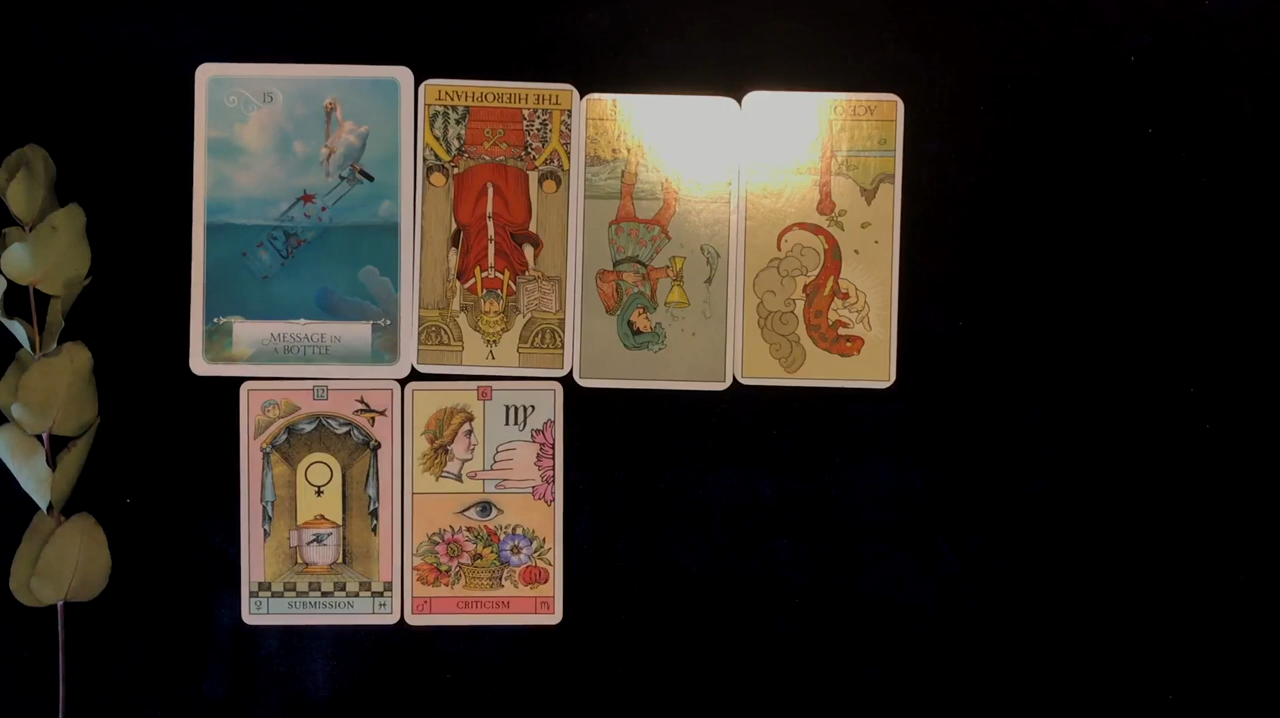 15
MESSAGE IN
A BOTTLE
THE HIEROPHANT
V
ACE O
12
SUBMISSION
6
CRITICISM